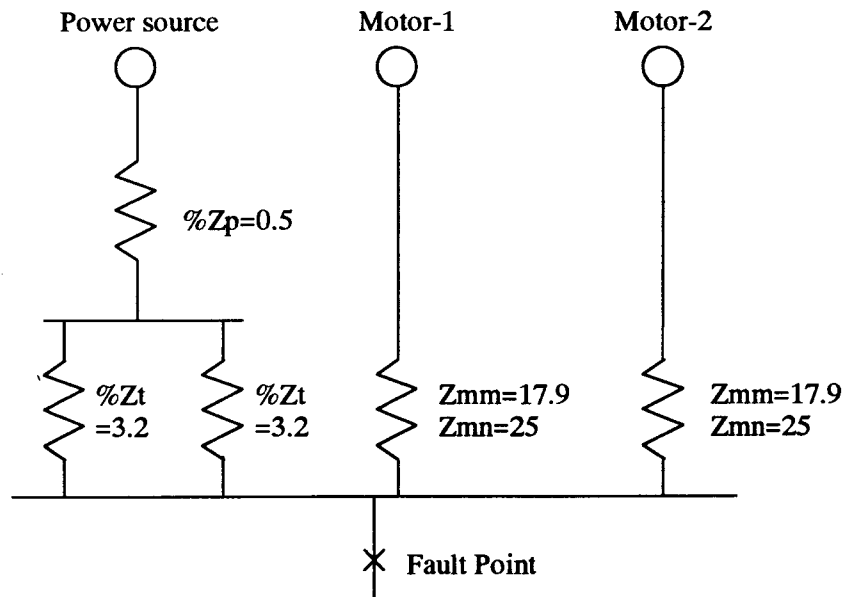 Power source
Motor-1
Motor-2
%Zp=0.5
%Zt
=3.2
%Zt
=3.2
Zmm=17.9
Zmn=25
Zmm=17.9
Zmn=25
Fault Point